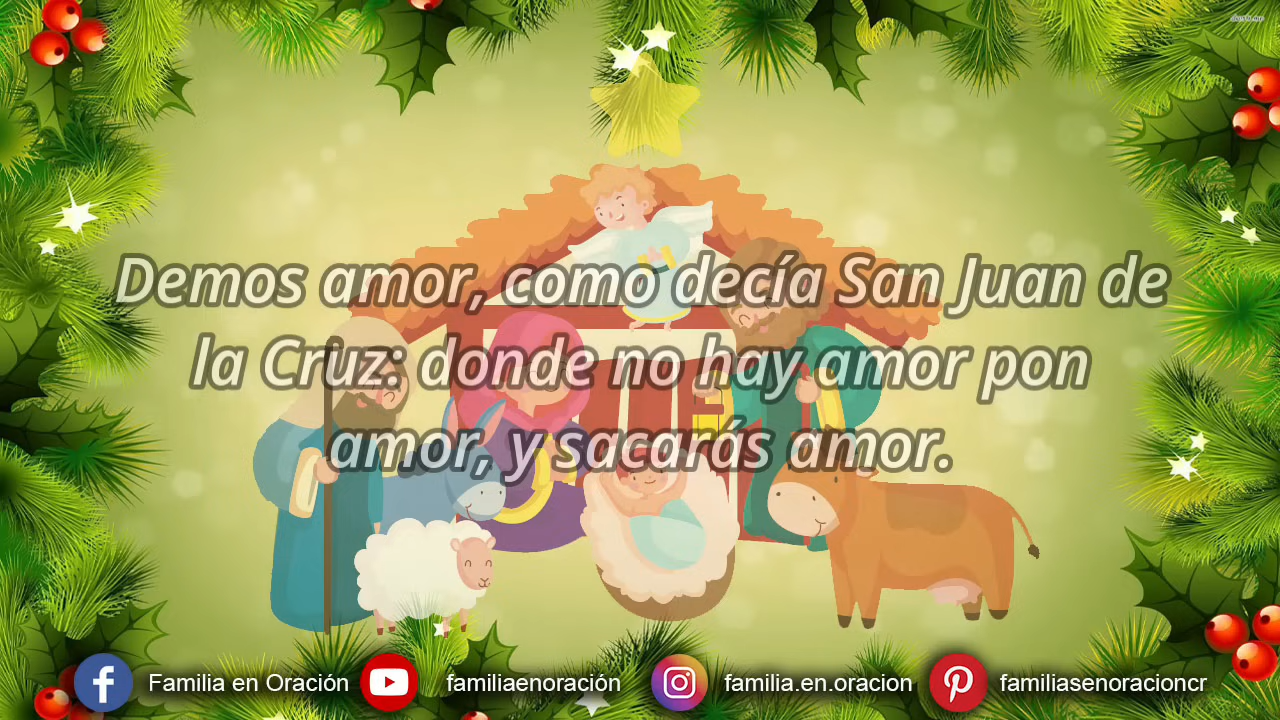 Demos amor, como decía San Juan de
la Cruz: donde no hay amor pon
amor, y sacarás amor.
Familia en Oración
familiaenoración
familia.en.oracion
familiasenoracioncr